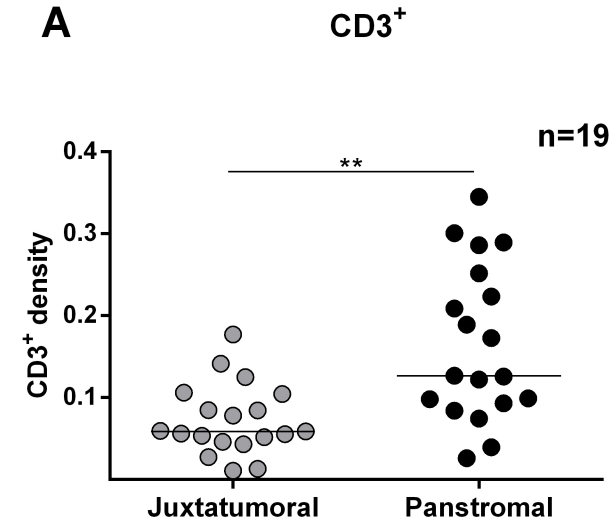 A
CD3⁺
n=19
0.4
**
0.3
0.2
0.1
CD3⁺ density
Juxtatumoral
Panstromal